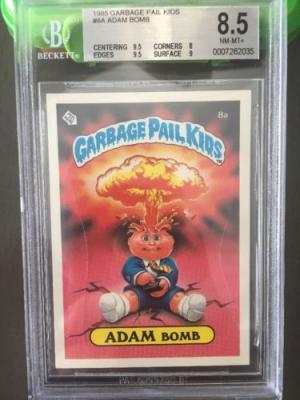 1985 GARBAGE PAIL KIDS
#8A ADAM BOMB
B
BECKETT
CENTERING 9.5 CORNERS 8
EDGES 9.5 SURFACE 9
8.5
NM-MT+
0007262035
8a
GARBAGE PAIL KIDS
ADAM BOMB